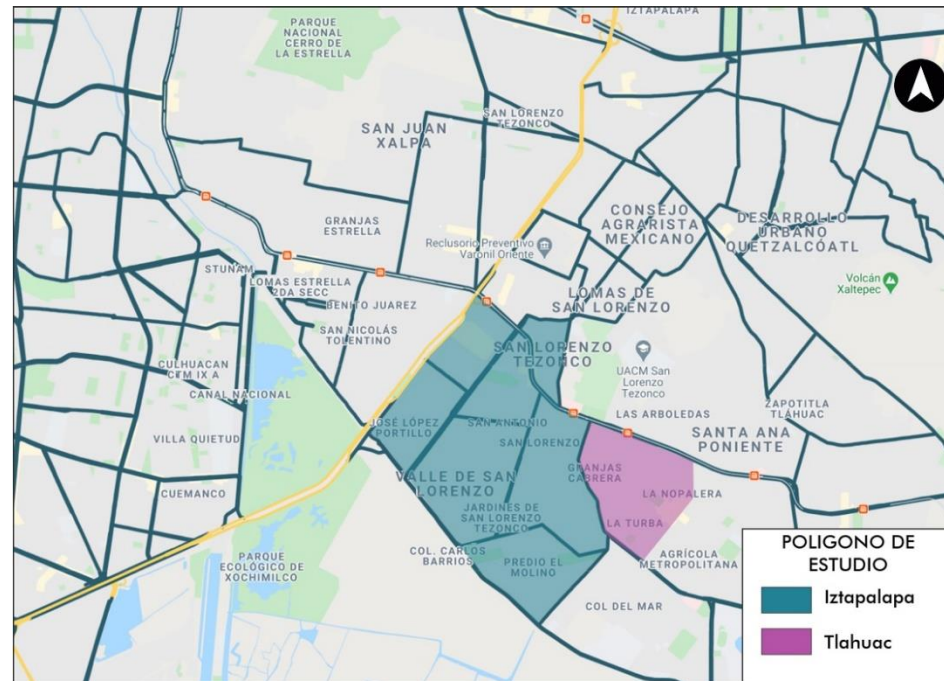 IZTAPALAPA
PARQUE
NACIONAL
CERRO DE
LA ESTRELLA
SAN LORENZO
TEZONCO
SAN JUAN
XALPA
CONSEJO
AGRARISTA
MEXICANO
DESARROLLO
URBANO
QUETZALCÓATL
GRANJAS
ESTRELLA
Reclusorio Preventivo
Varonil Oriente
STUNAM
LOMAS ESTRELLA
2DA SECC
BENITO JUAREZ
LOMAS DE
SAN LORENZO
Volcán
Xaltepec
SAN NICOLÁS
TOLENTINO
SAN LORENZO
TEZONCO
UACM San
Lorenzo
Tezonco
CULHUACAN
CTM IX A
CANAL NACIONAL
JOSÉ LÓPEZ
PORTILLO
SAN ANTONIO
LAS ARBOLEDAS
ZAPOTITLA
TLÁHUAC
VILLA QUIETUD
SAN LORENZO
SANTA ANA
PONIENTE
CUEMANCO
VALLE DE SAN
LORENZO
GRANJAS
CABRERA
LA NOPALERA
JARDINES DE
SAN LORENZO
TEZONCO
LA TURBA
PARQUE
ECOLÓGICO DE
XOCHIMILCO
COL. CARLOS
BARRIOS
PREDIO EL
MOLINO
AGRÍCOLA
METROPOLITANA
COL DEL MAR
POLIGONO DE
ESTUDIO
Iztapalapa
Tlahuac